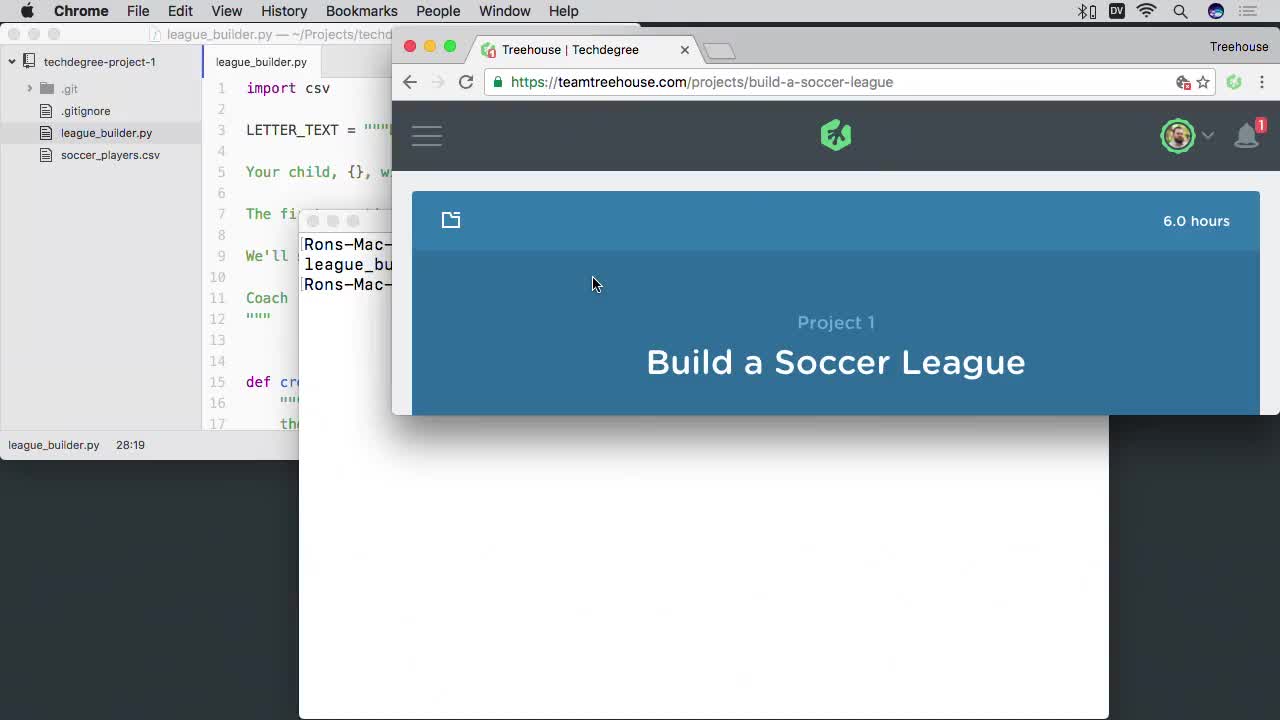 Chrome File Edit View History Bookmarks People Window Help DV
league_builder.py — ~/Projects/techd
techdegree-project-1
.git
.gitignore
league_builder.py
soccer_players.csv
league_builder.py
1 import csv
2
3 LETTER_TEXT = """
4
5 Your child, {}, w
6
7 The fir
8
9 We'll
10
11 Coach
12 """
13
14
15 def cre
16 """
17 the
league_builder.py 28:19
Rons-Mac-
league_bu
Rons-Mac-
Treehouse | Techdegree
Treehouse
https://teamtreehouse.com/projects/build-a-soccer-league
1
6.0 hours
Project 1
Build a Soccer League